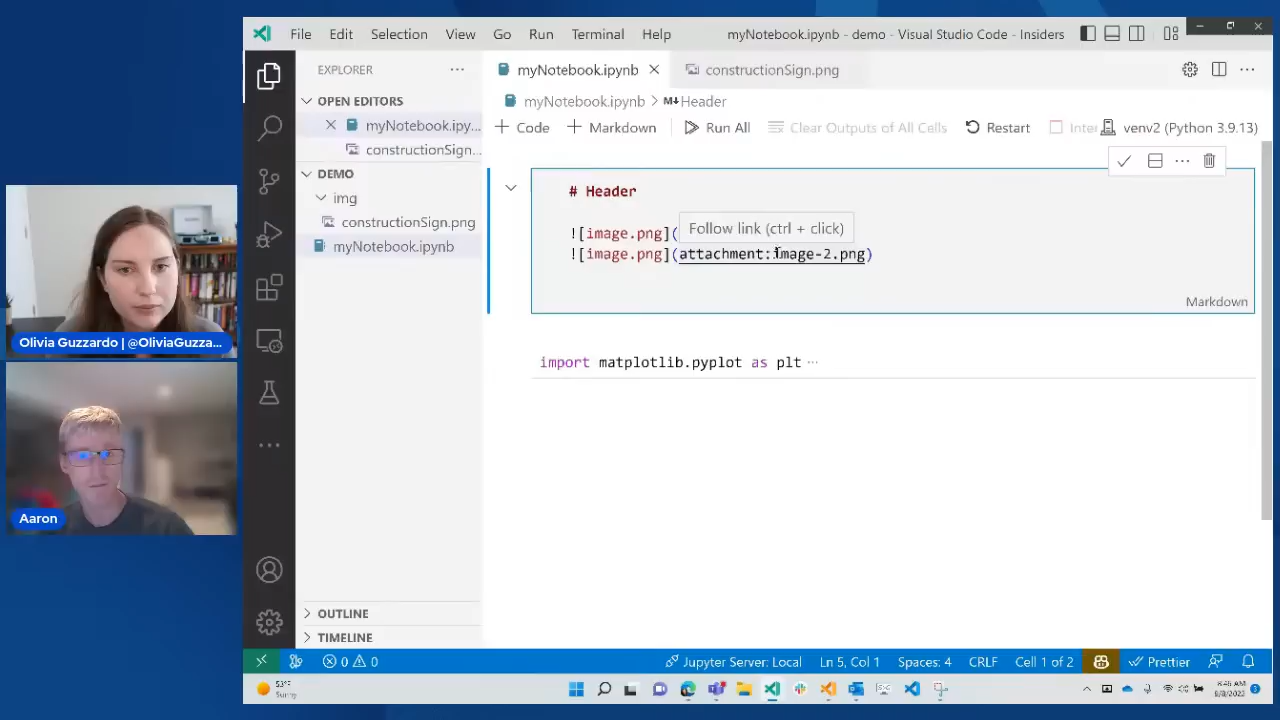 File Edit Selection View Go Run Terminal Help
myNotebook.ipynb - demo - Visual Studio Code - Insiders
EXPLORER
OPEN EDITORS
myNotebook.ipy...
constructionSign...
DEMO
img
constructionSign.png
myNotebook.ipynb
OUTLINE
TIMELINE
myNotebook.ipynb constructionSign.png
myNotebook.ipynb > Header
Code Markdown Run All Clear Outputs of All Cells Restart venv2 (Python 3.9.13)
# Header
Follow link (ctrl + click)
![image.png](
![image.png](attachment:image-2.png)
Markdown
import matplotlib.pyplot as plt ...
Olivia Guzzardo | @OliviaGuzza...
Aaron
0 0 Jupyter Server: Local Ln 5, Col 1 Spaces: 4 CRLF Cell 1 of 2 Prettier
53°F
Sunny